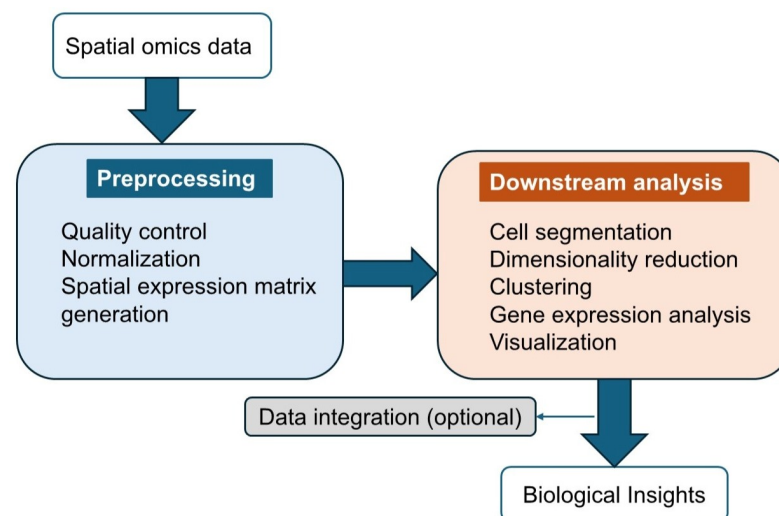 Spatial omics data
Preprocessing
Quality control
Normalization
Spatial expression matrix
generation
Downstream analysis
Cell segmentation
Dimensionality reduction
Clustering
Gene expression analysis
Visualization
Data integration (optional)
Biological Insights